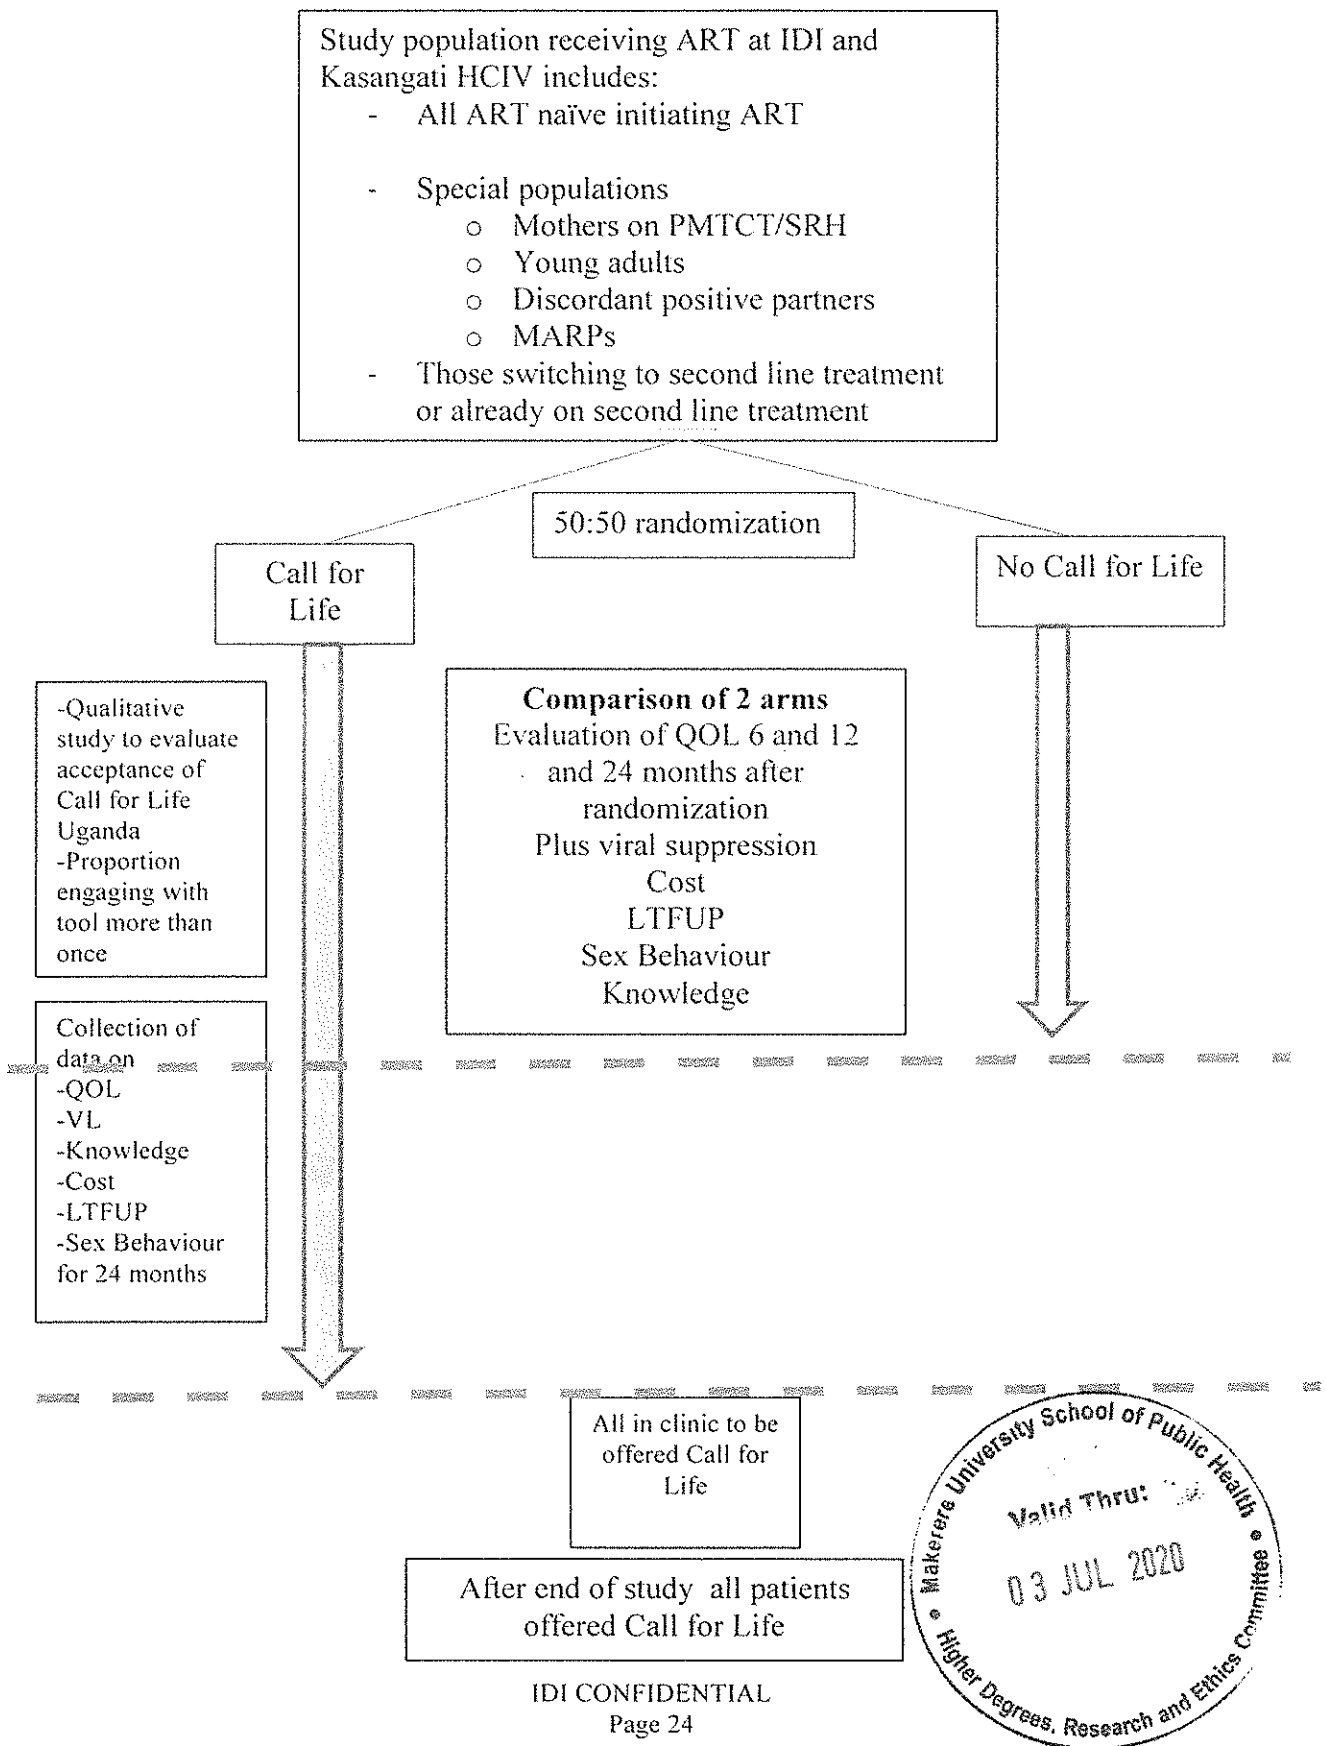 Study population receiving ART at IDI and
Kasangati HCIV includes:
- All ART naïve initiating ART
- Special populations
o Mothers on PMTCT/SRH
o Young adults
o Discordant positive partners
o MARPs
- Those switching to second line treatment
or already on second line treatment
50:50 randomization
Call for
Life
No Call for Life
-Qualitative
study to evaluate
acceptance of
Call for Life
Uganda
-Proportion
engaging with
tool more than
once
Comparison of 2 arms
Evaluation of QOL 6 and 12
and 24 months after
randomization
Plus viral suppression
Cost
LTFUP
Sex Behaviour
Knowledge
Collection of
data on
-QOL
-VL
-Knowledge
-Cost
-LTFUP
-Sex Behaviour
for 24 months
All in clinic to be
offered Call for
Life
After end of study all patients
offered Call for Life
Makerere University School of Public Health
Valid Thru:
03 JUL 2020
Higher Degrees, Research and Ethics Committee
IDI CONFIDENTIAL
Page 24